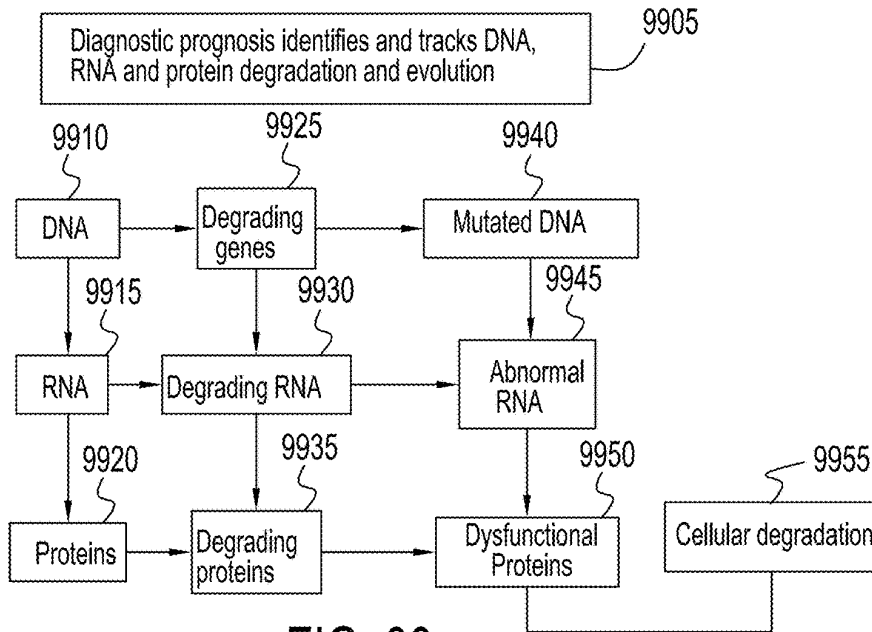 Diagnostic prognosis identifies and tracks DNA,
RNA and protein degradation and evolution
9905
9910
9925
9940
DNA
Degrading
genes
Mutated DNA
9915
9930
9945
RNA
Degrading RNA
Abnormal
RNA
9920
9935
9950
9955
Proteins
Degrading
proteins
Dysfunctional
Proteins
Cellular degradation